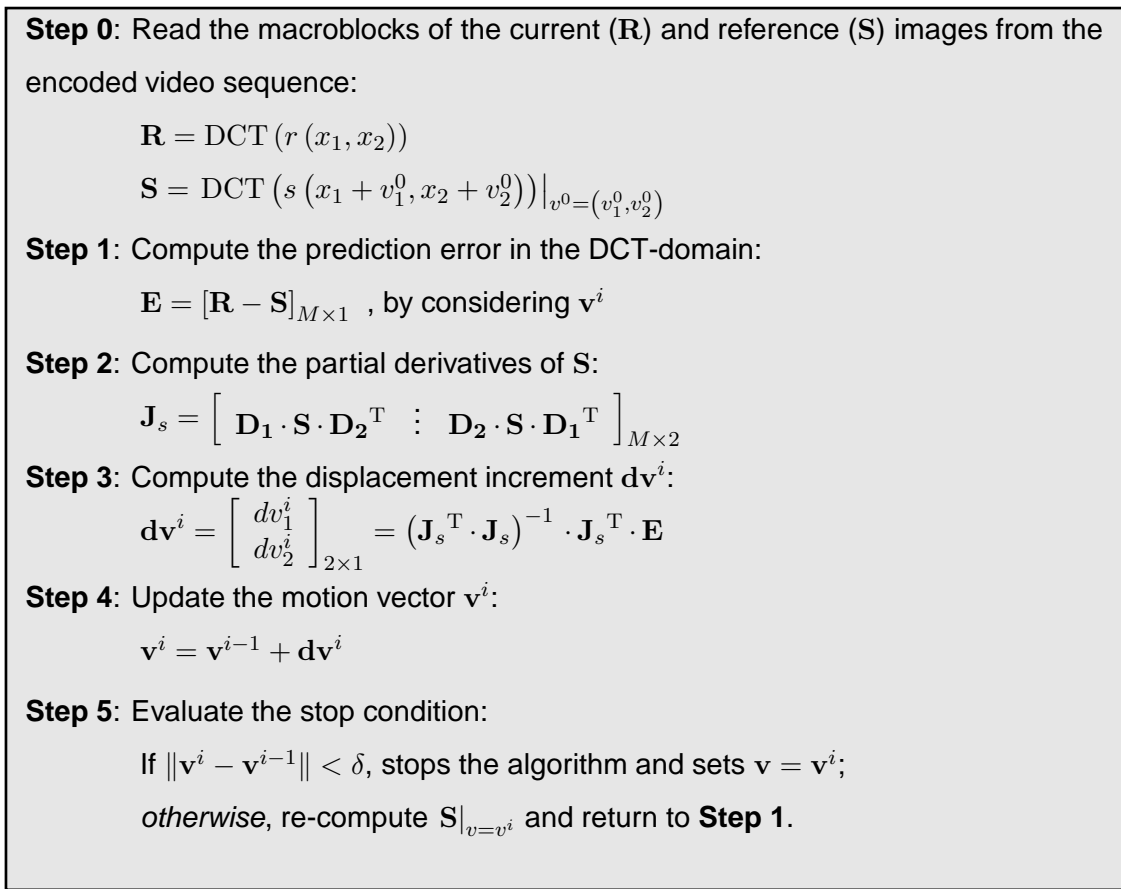 Step 0: Read the macroblocks of the current (R) and reference (S) images from the
encoded video sequence:
R = DCT (r (x₁, x₂))
S = DCT (s (x₁ + v₁⁰, x₂ + v₂⁰))|ᵥ⁰₌(v₁⁰,v₂⁰)
Step 1: Compute the prediction error in the DCT-domain:
E = [R − S]_{M×1} , by considering vⁱ
Step 2: Compute the partial derivatives of S:
J_s = [ D₁ · S · D₂ᵀ ⋮ D₂ · S · D₁ᵀ ]_{M×2}
Step 3: Compute the displacement increment dvⁱ:
dvⁱ = [ dv₁ⁱ dv₂ⁱ ]_{2×1} = (J_sᵀ · J_s)⁻¹ · J_sᵀ · E
Step 4: Update the motion vector vⁱ:
vⁱ = vⁱ⁻¹ + dvⁱ
Step 5: Evaluate the stop condition:
If ‖vⁱ − vⁱ⁻¹‖ < δ, stops the algorithm and sets v = vⁱ;
otherwise, re-compute S|_{v=vⁱ} and return to Step 1.